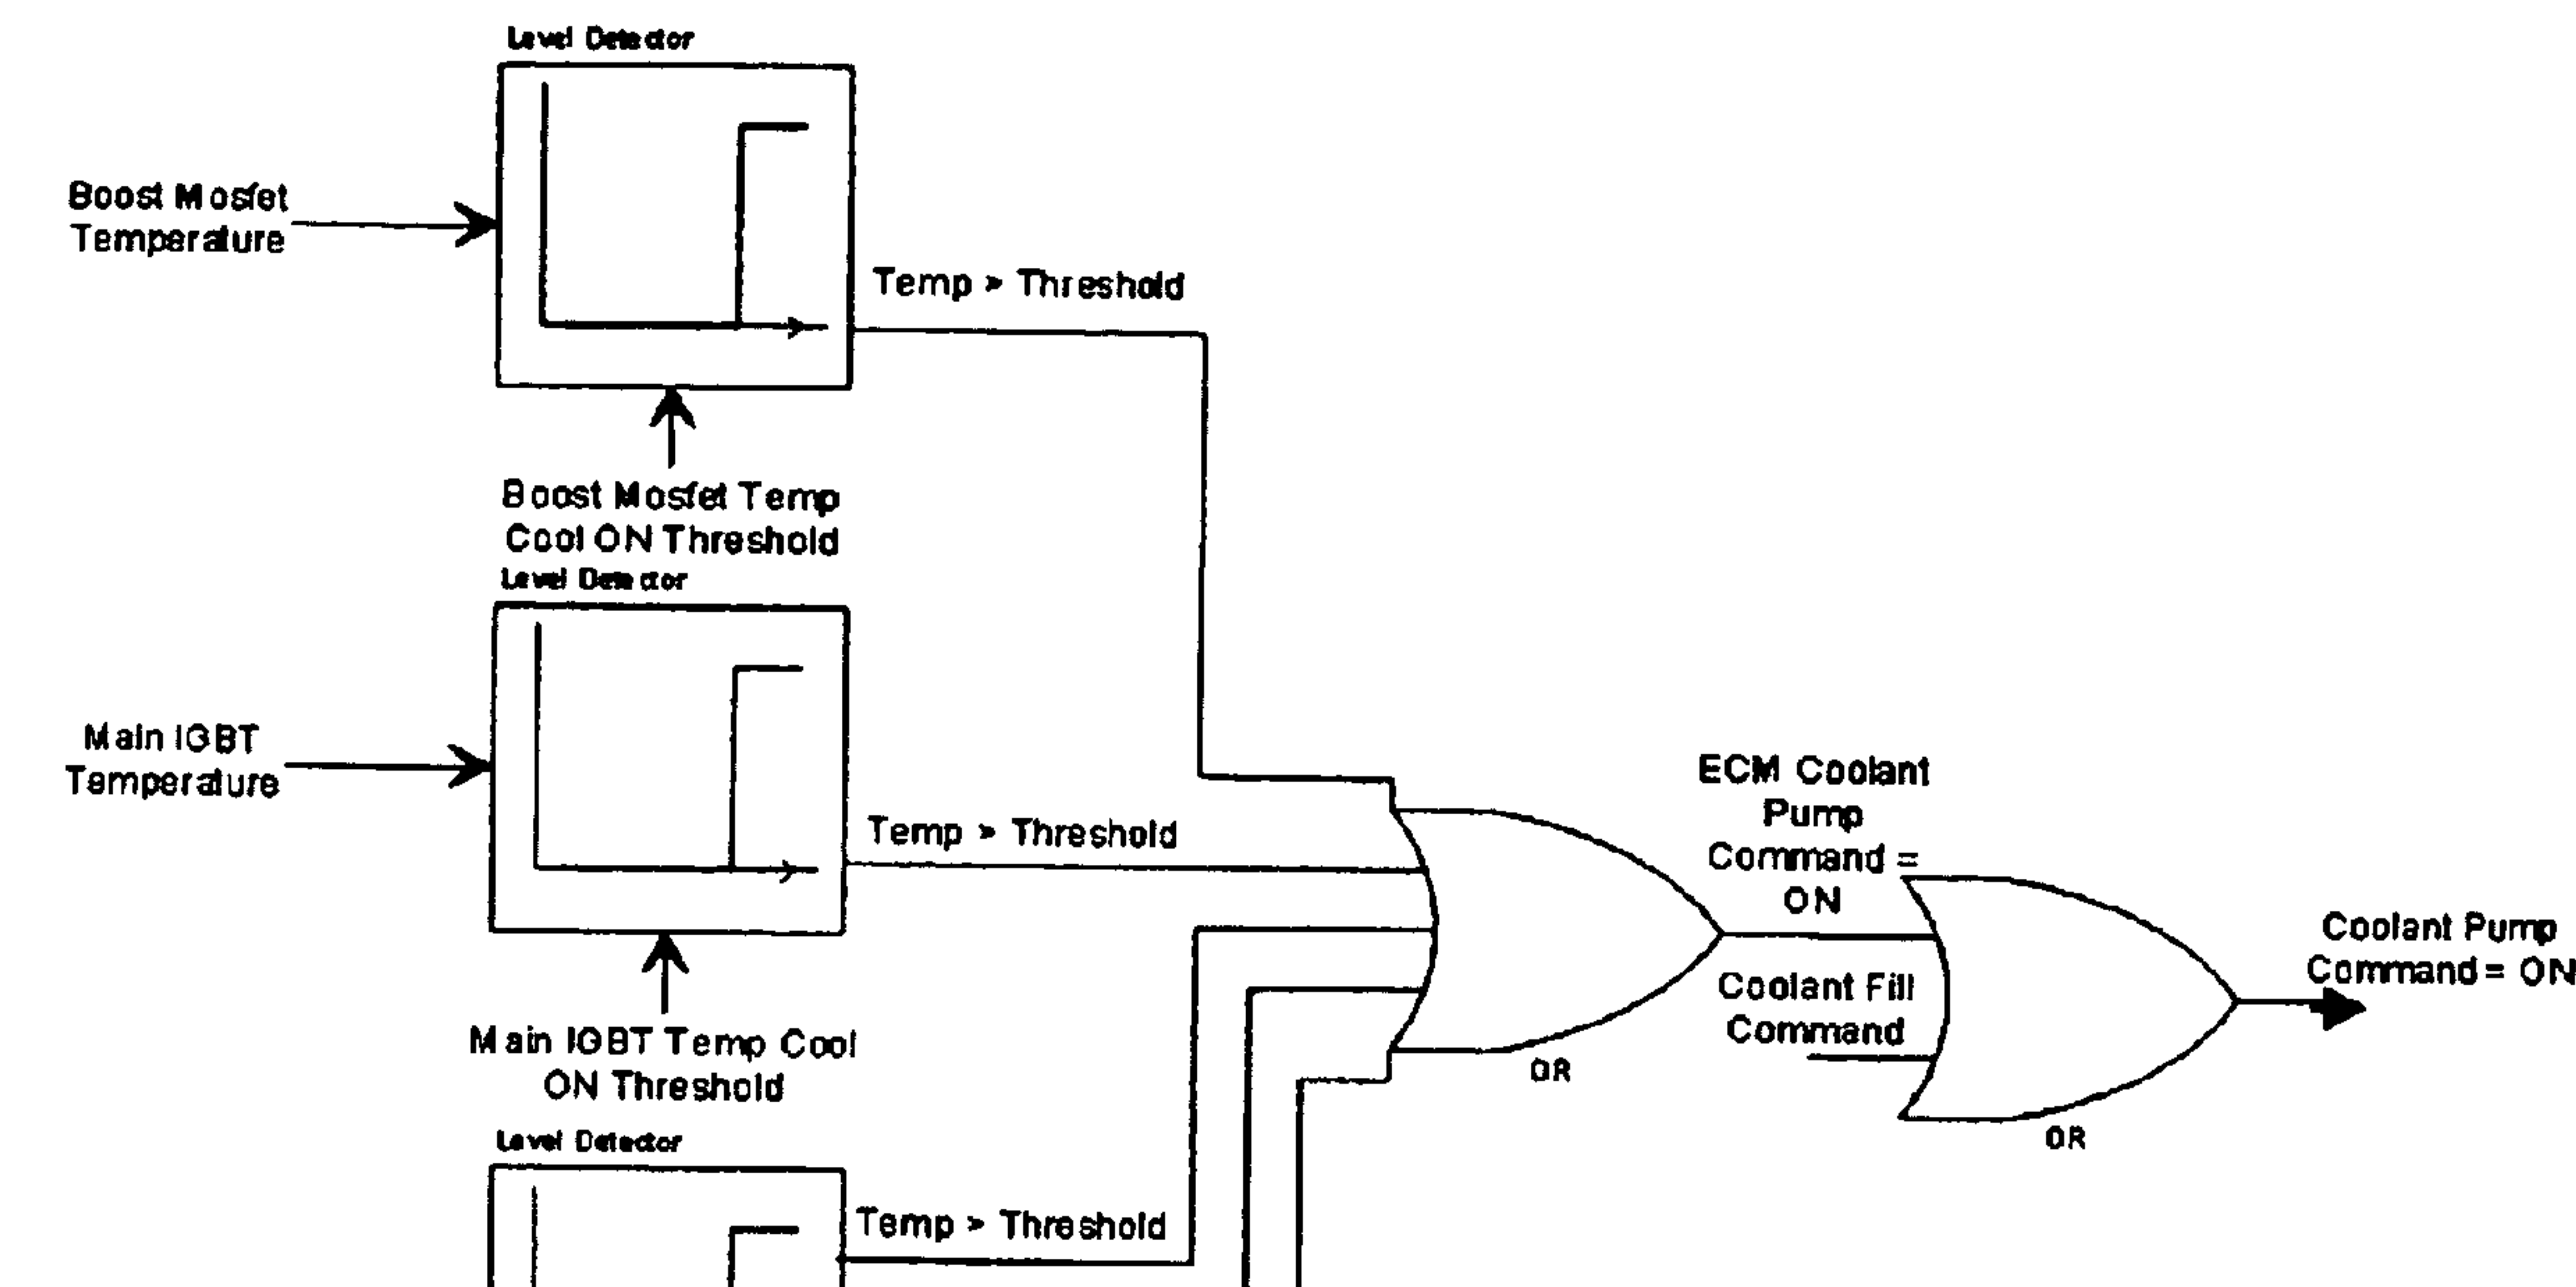 Level Detector
Boost Mosfet
Temperature
Temp > Threshold
Boost Mosfet Temp
Cool ON Threshold
Level Detector
Main IGBT
Temperature
Temp > Threshold
Main IGBT Temp Cool
ON Threshold
Level Detector
Temp > Threshold
ECM Coolant
Pump
Command =
ON
Coolant Fill
Command
OR
OR
Coolant Pump
Command = ON